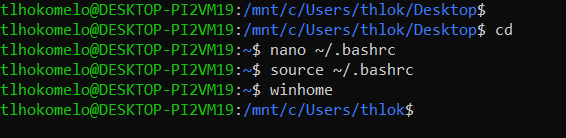 tlhokomelo@DESKTOP-PI2VM19:/mnt/c/Users/thlok/Desktop$
tlhokomelo@DESKTOP-PI2VM19:/mnt/c/Users/thlok/Desktop$ cd
tlhokomelo@DESKTOP-PI2VM19:~$ nano ~/.bashrc
tlhokomelo@DESKTOP-PI2VM19:~$ source ~/.bashrc
tlhokomelo@DESKTOP-PI2VM19:~$ winhome
tlhokomelo@DESKTOP-PI2VM19:/mnt/c/Users/thlok$